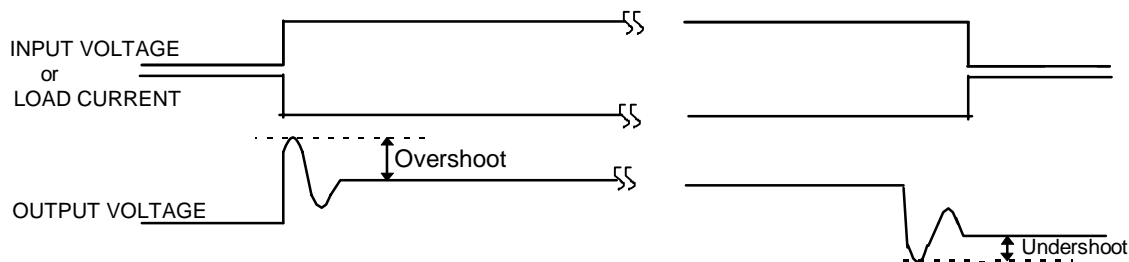 INPUT VOLTAGE
or
LOAD CURRENT
Overshoot
OUTPUT VOLTAGE
Undershoot